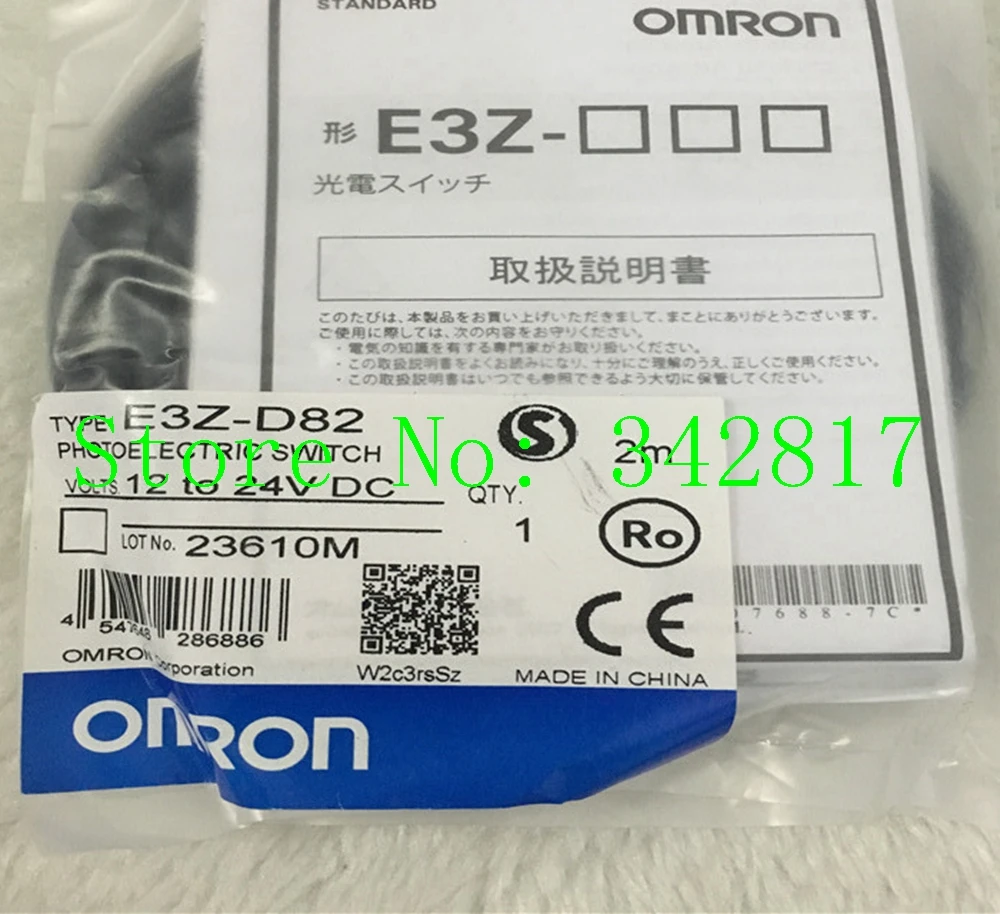 STANDARD
OMRON
形 E3Z-□□□
光電スイッチ
取扱説明書
このたびは、本製品をお買い上げいただきまして、まことにありがとうございます。
ご使用に際しては、次の内容をお守りください。
・電気の知識を有する専門家がお取り扱いください。
・この取扱説明書をよくお読みになり、十分にご理解のうえ、正しくご使用ください。
・この取扱説明書はいつでも参照できるよう大切に保管してください。
TYPE E3Z-D82
PHOTOELECTRIC SWITCH
2m
Store No: 342817
VOLTS. 12 to 24V DC
QTY.
1
LOT No. 23610M
Ro
4 547648 286886
7688-7C*
CE
OMRON Corporation
W2c3rsSz
MADE IN CHINA
OMRON